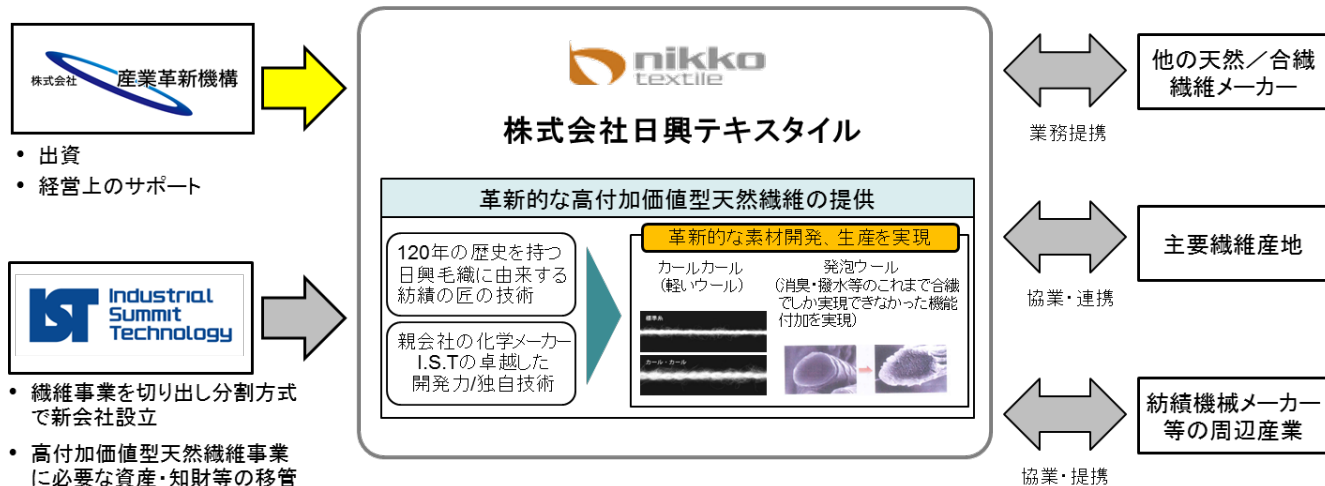 株式会社 産業革新機構
• 出資
• 経営上のサポート
IST Industrial
Summit
Technology
• 繊維事業を切り出し分割方式
で新会社設立
• 高付加価値型天然繊維事業
に必要な資産・知財等の移管
nikko
textile
株式会社日興テキスタイル
革新的な高付加価値型天然繊維の提供
120年の歴史を持つ
日興毛織に由来する
紡績の匠の技術
親会社の化学メーカー
I.S.Tの卓越した
開発力/独自技術
革新的な素材開発、生産を実現
カールカール
（軽いウール）
標準糸
カール・カール
発泡ウール
（消臭・撥水等のこれまで合繊
でしか実現できなかった機能
付加を実現）
他の天然／合繊
繊維メーカー
業務提携
主要繊維産地
協業・連携
紡績機械メーカー
等の周辺産業
協業・提携